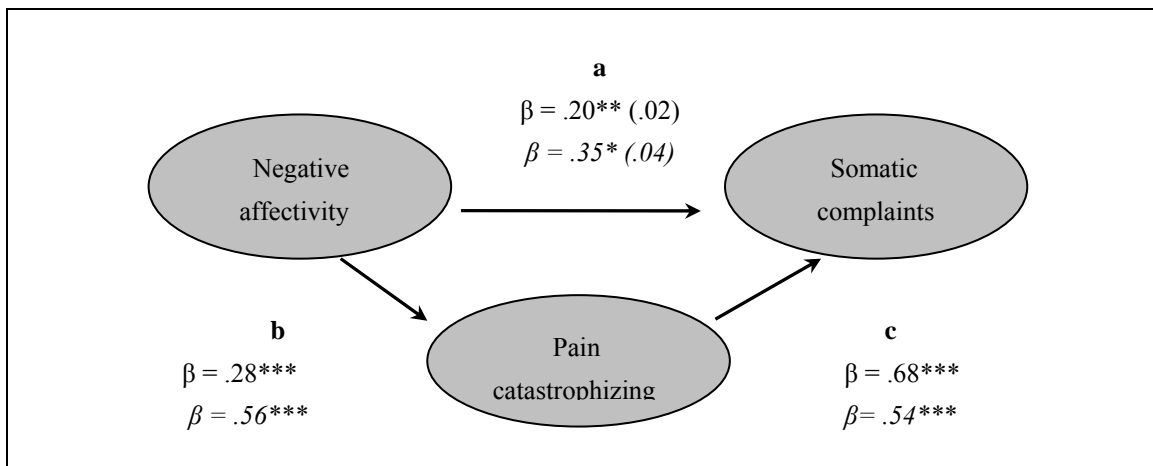 a
β = .20** (.02)
β = .35* (.04)
Negative
affectivity
Somatic
complaints
b
β = .28***
β = .56***
Pain
catastrophizing
c
β = .68***
β= .54***